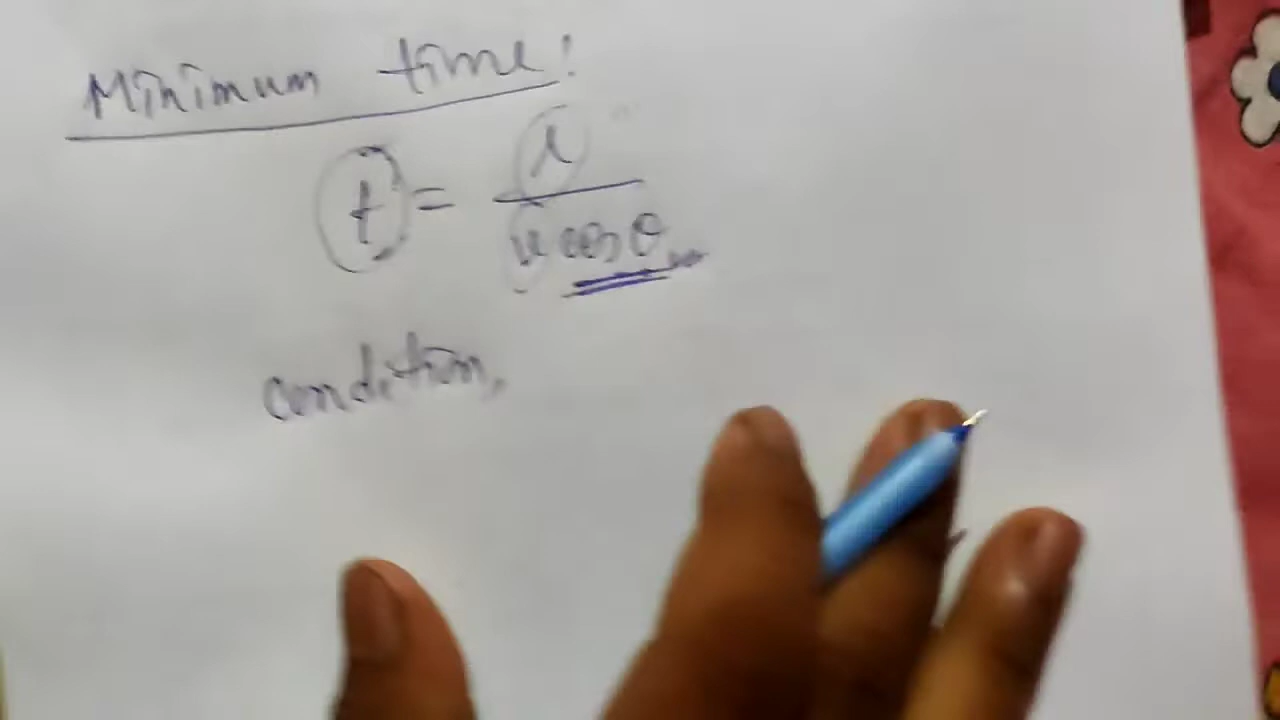 Minimum time:
t = λ / u cos θ
condition,